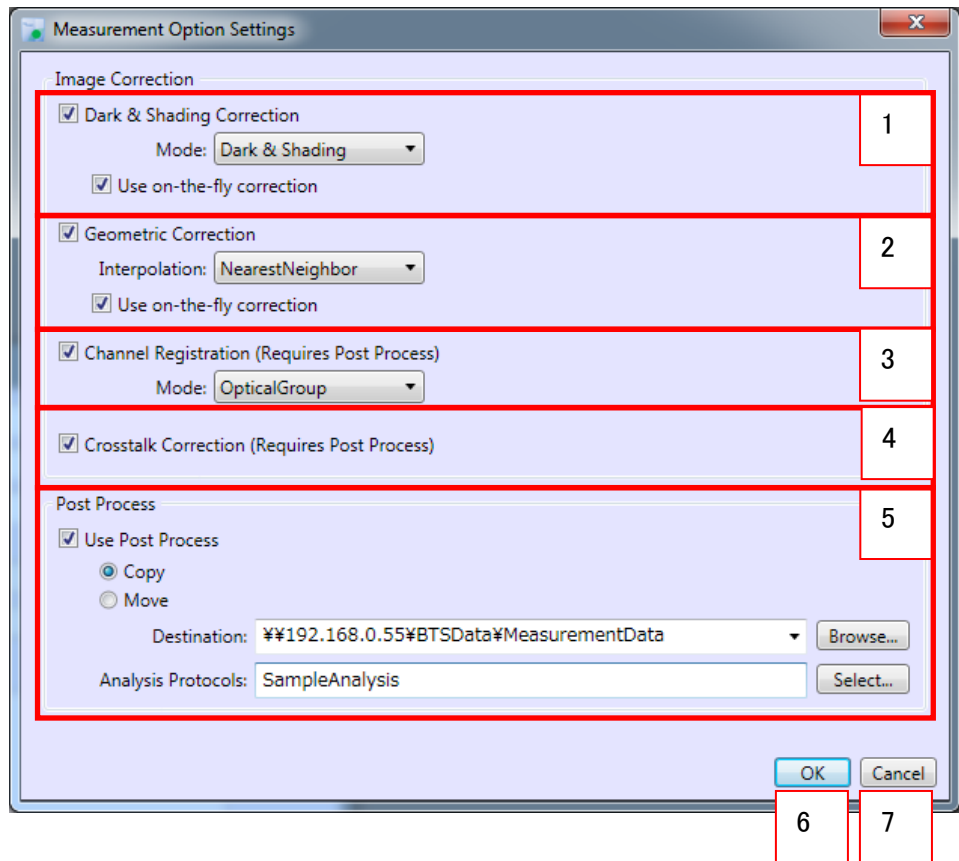 Measurement Option Settings
Image Correction
Dark & Shading Correction
1
Mode: Dark & Shading
Use on-the-fly correction
Geometric Correction
2
Interpolation: NearestNeighbor
Use on-the-fly correction
Channel Registration (Requires Post Process)
3
Mode: OpticalGroup
Crosstalk Correction (Requires Post Process)
4
Post Process
5
Use Post Process
Copy
Move
Destination: ¥¥192.168.0.55¥BTSData¥MeasurementData Browse...
Analysis Protocols: SampleAnalysis Select...
OK Cancel
6 7